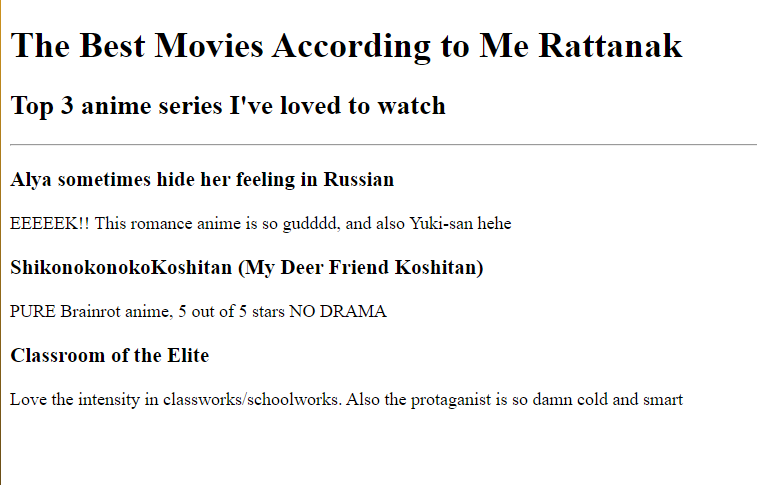 The Best Movies According to Me Rattanak
Top 3 anime series I've loved to watch
Alya sometimes hide her feeling in Russian
EEEEEK!! This romance anime is so gudddd, and also Yuki-san hehe
ShikonokonokoKoshitan (My Deer Friend Koshitan)
PURE Brainrot anime, 5 out of 5 stars NO DRAMA
Classroom of the Elite
Love the intensity in classworks/schoolworks. Also the protaganist is so damn cold and smart